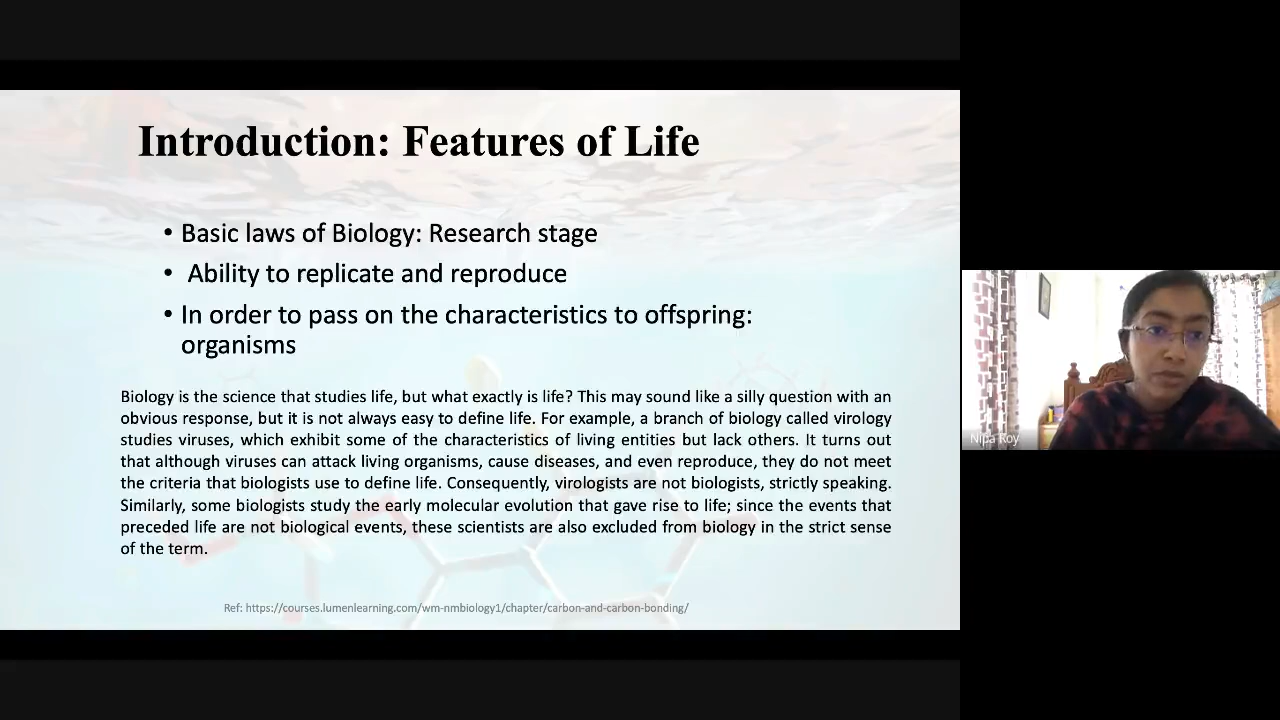 Introduction: Features of Life
• Basic laws of Biology: Research stage
• Ability to replicate and reproduce
• In order to pass on the characteristics to offspring:
organisms
Biology is the science that studies life, but what exactly is life? This may sound like a silly question with an
obvious response, but it is not always easy to define life. For example, a branch of biology called virology
studies viruses, which exhibit some of the characteristics of living entities but lack others. It turns out
that although viruses can attack living organisms, cause diseases, and even reproduce, they do not meet
the criteria that biologists use to define life. Consequently, virologists are not biologists, strictly speaking.
Similarly, some biologists study the early molecular evolution that gave rise to life; since the events that
preceded life are not biological events, these scientists are also excluded from biology in the strict sense
of the term.
Nipa Roy
Ref: https://courses.lumenlearning.com/wm-nmbiology1/chapter/carbon-and-carbon-bonding/